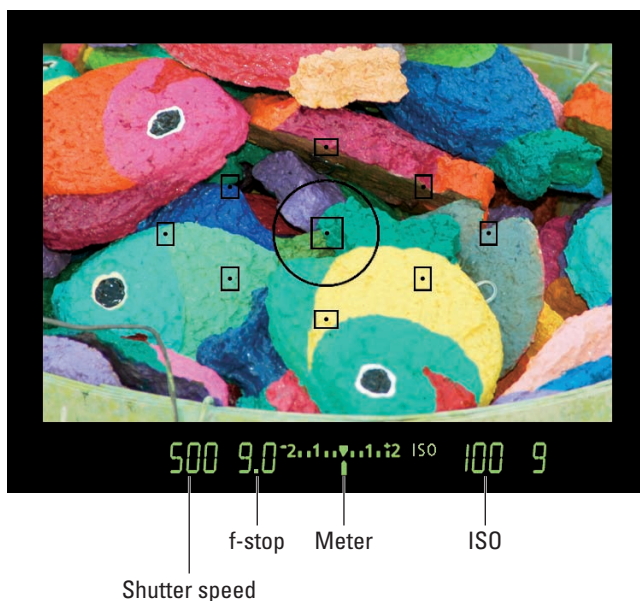 500 9.0 -2..1..▼..1.+2 ISO 100 9
f-stop Meter ISO
Shutter speed